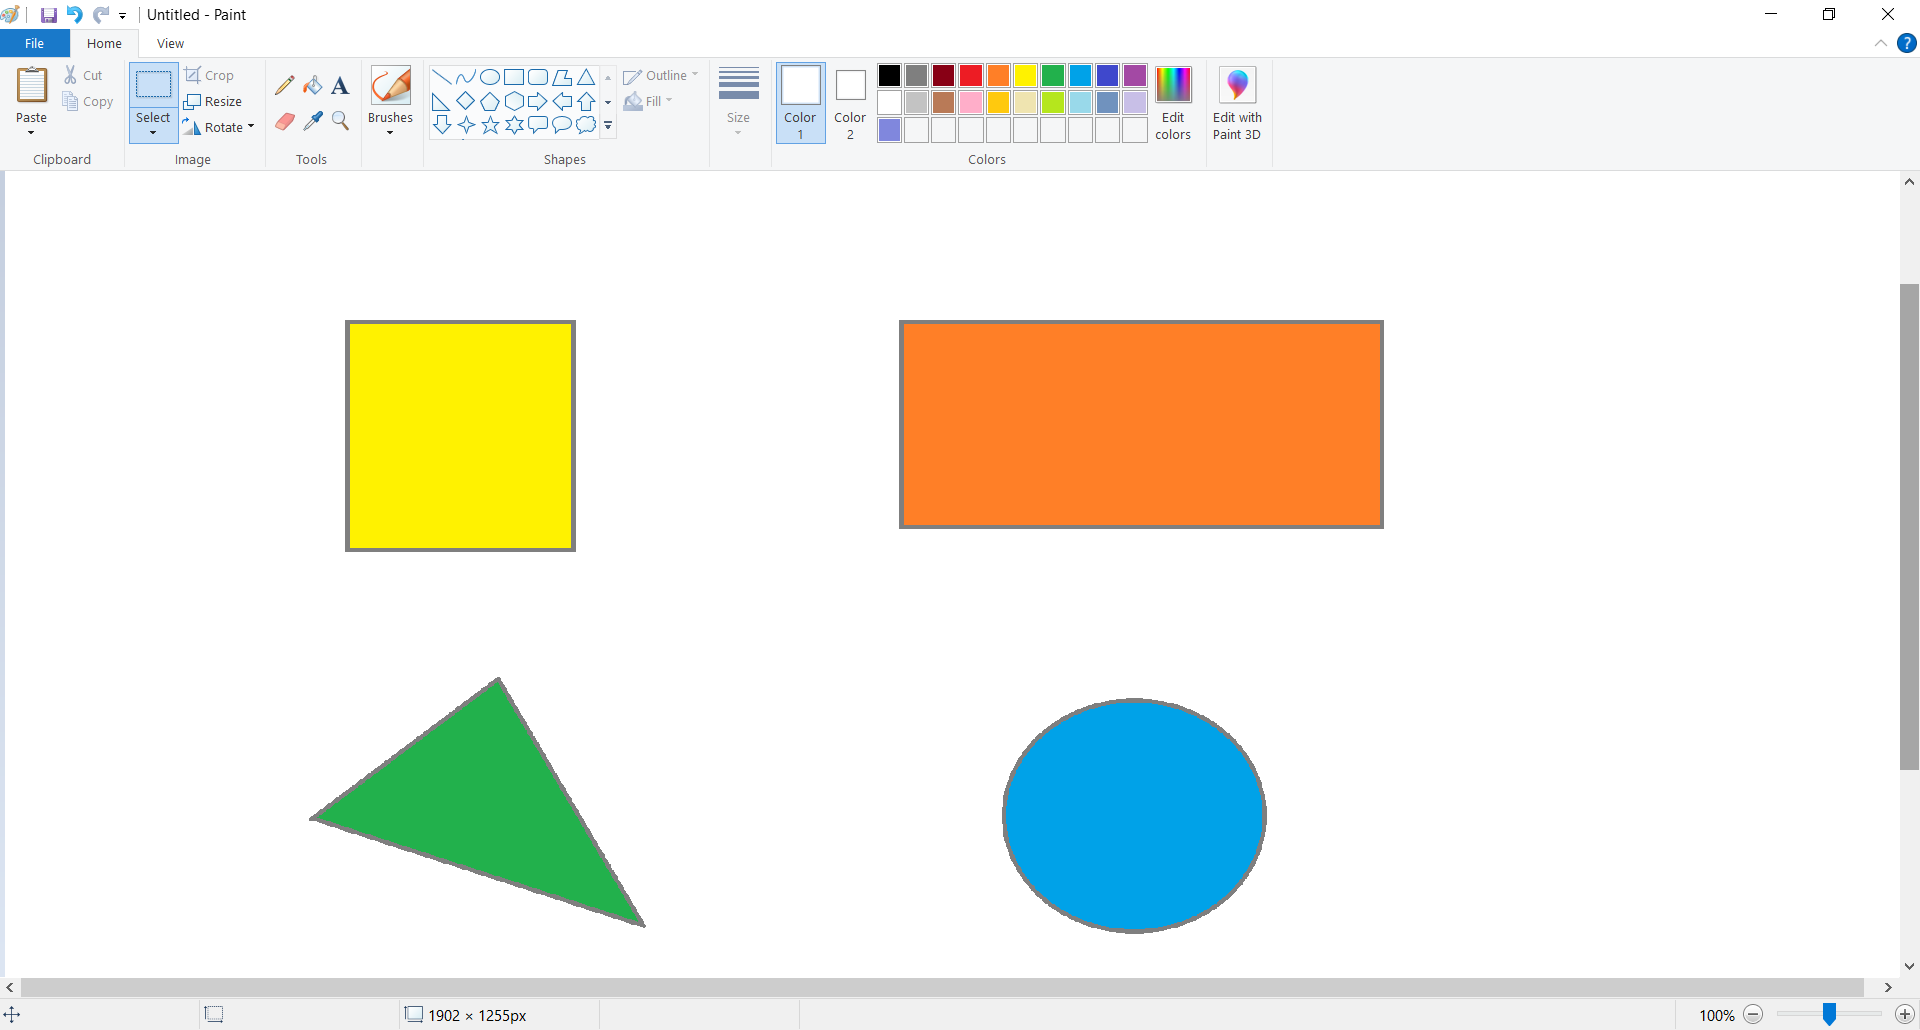 Untitled - Paint
File Home View
Paste
Cut
Copy
Clipboard
Select
Crop
Resize
Rotate
Image
A
Tools
Brushes
Outline
Fill
Shapes
Size
Color
1
Color
2
Edit
colors
Colors
Edit with
Paint 3D
?
1902 × 1255px
100%